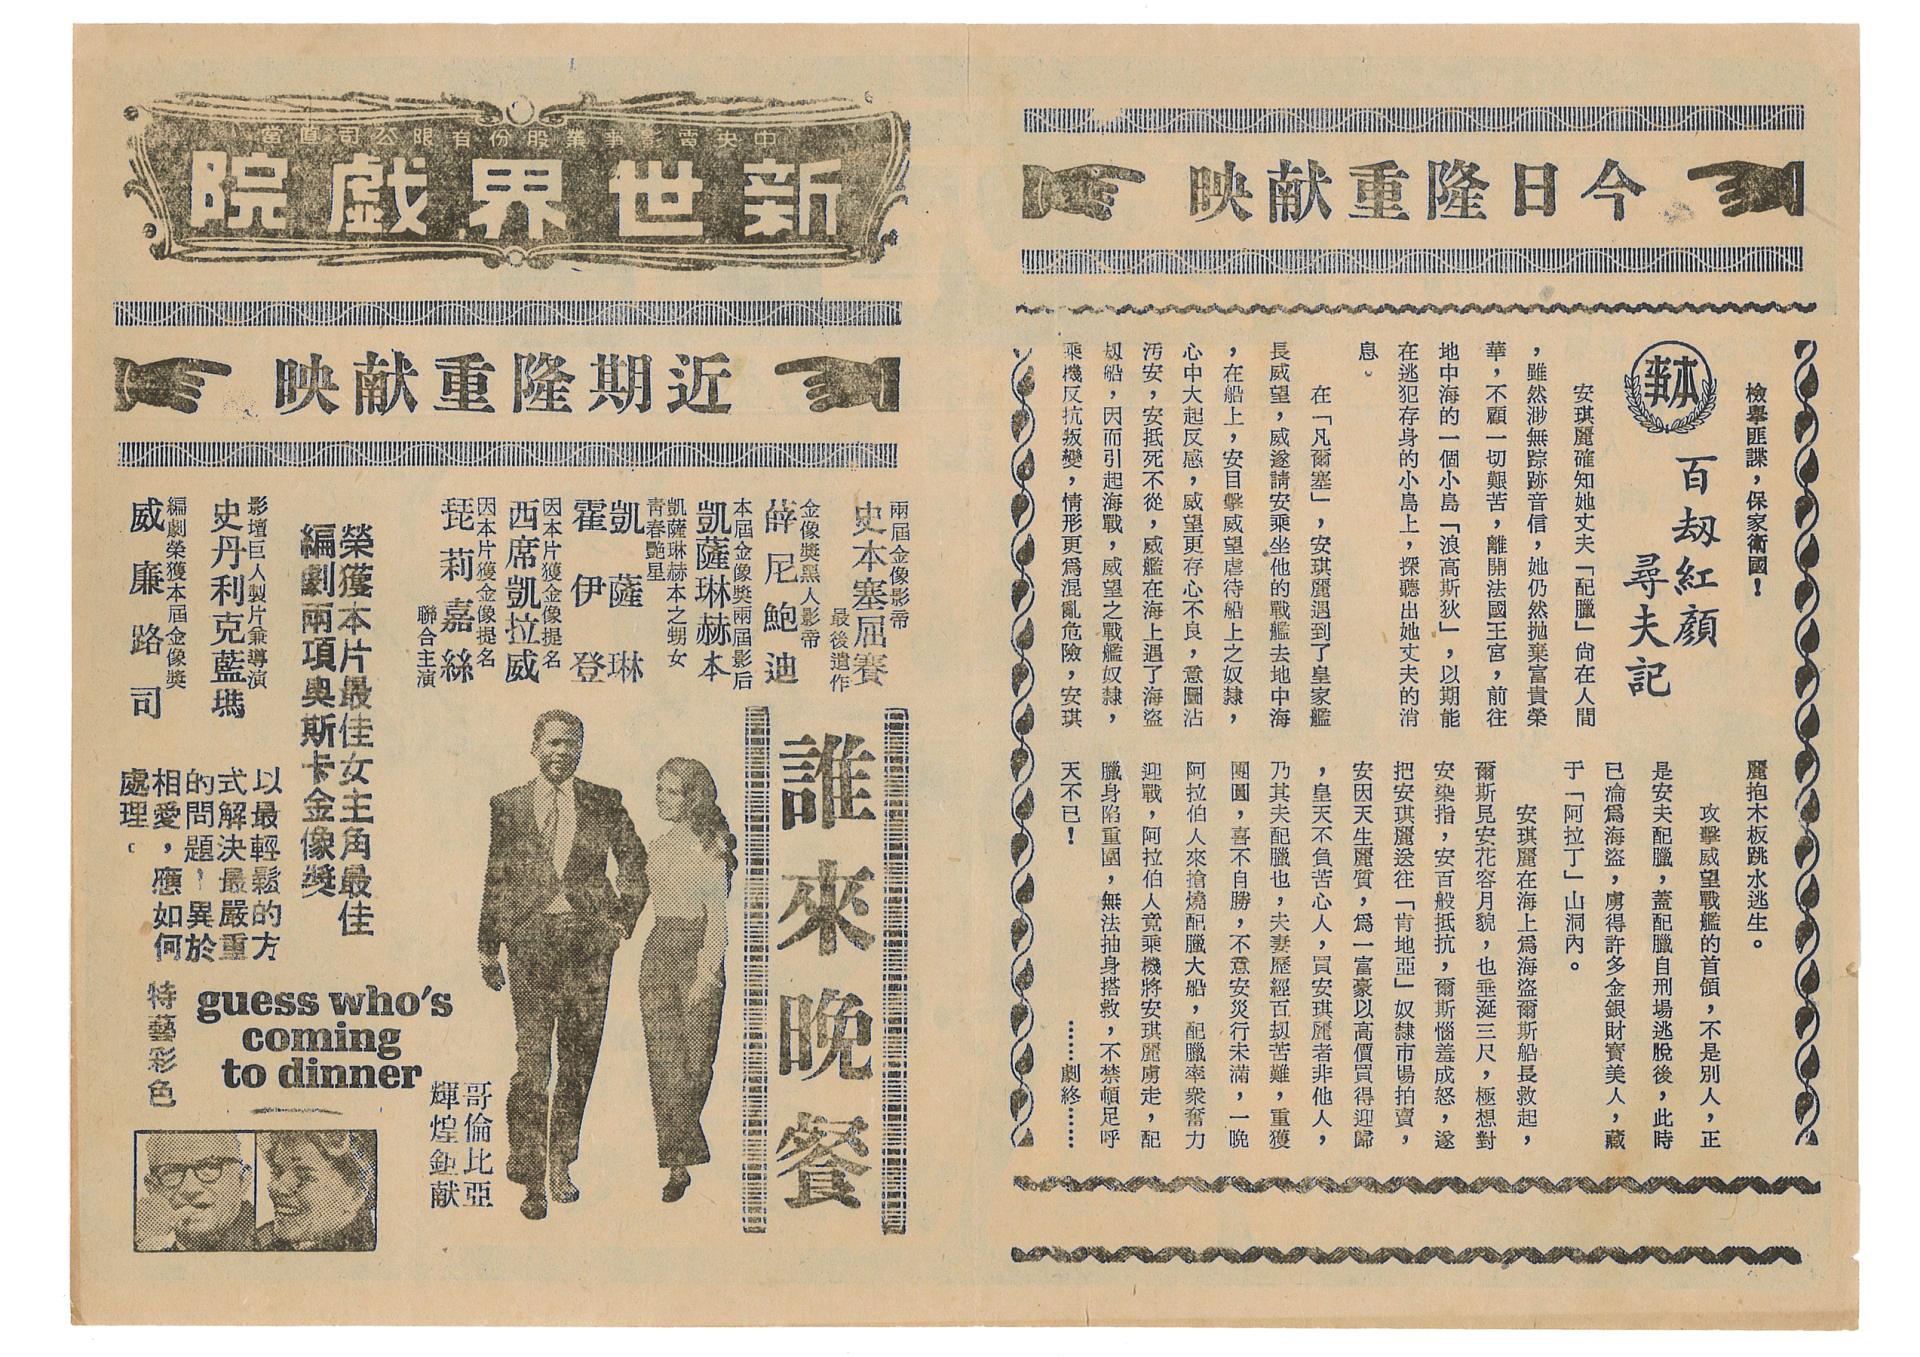 今日隆重献映
檢舉匪諜，保家衛國！
本事
百刼紅顔
尋夫記
安琪麗確知她丈夫「配臘」尚在人間
，雖然渺無踪跡音信，她仍然拋棄富貴榮
華，不顧一切艱苦，離開法國王宮，前往
地中海的一個小島「浪高斯狄」，以期能
在逃犯存身的小島上，探聽出她丈夫的消
息。
在「凡爾塞」，安琪麗遇到了皇家艦
長威望，威遂請安乘坐他的戰艦去地中海
，在船上，安目擊威望虐待船上之奴隸，
心中大起反感，威望更存心不良，意圖沾
汚安，安抵死不從，威艦在海上遇了海盜
刼船，因而引起海戰，威望之戰艦奴隸，
乘機反抗叛變，情形更爲混亂危險，安琪
麗抱木板跳水逃生。
攻擊威望戰艦的首領，不是別人，正
是安夫配臘，蓋配臘自刑場逃脫後，此時
已淪爲海盜，虜得許多金銀財寶美人，藏
于「阿拉丁」山洞內。
安琪麗在海上爲海盜爾斯船長救起，
爾斯見安花容月貌，也垂涎三尺，極想對
安染指，安百般抵抗，爾斯惱羞成怒，遂
把安琪麗送往「肯地亞」奴隸市場拍賣，
安因天生麗質，爲一富豪以高價買得迎歸
，皇天不負苦心人，買安琪麗者非他人，
乃其夫配臘也，夫妻歷經百刼苦難，重獲
團圓，喜不自勝，不意安災行未滿，一晚
阿拉伯人來搶燒配臘大船，配臘率衆奮力
迎戰，阿拉伯人竟乘機將安琪麗虜走，配
臘身陷重圍，無法抽身搭救，不禁頓足呼
天不已！
………劇終………
中央電影事業股份有限公司直營
新世界戲院
近期隆重献映
兩屆金像影帝
史本塞屈賽
最後遺作
金像獎黑人影帝
薛尼鮑迪
本屆金像獎兩屆影后
凱薩琳赫本
凱薩琳赫本之甥女
青春艷星
凱薩琳
霍伊登
因本片獲金像提名
西席凱拉威
因本片獲金像提名
琵莉嘉絲
聯合主演
榮獲本片最佳女主角最佳
編劇兩項奥斯卡金像獎
影壇巨人製片兼導演
史丹利克藍瑪
編劇榮獲本屆金像獎
威廉路司
誰來晚餐
以最輕鬆的方
式解決最嚴重
的問題！異於
相愛，應如何
處理。
特藝彩色
guess who's
coming
to dinner
哥倫比亞
輝煌鉅献